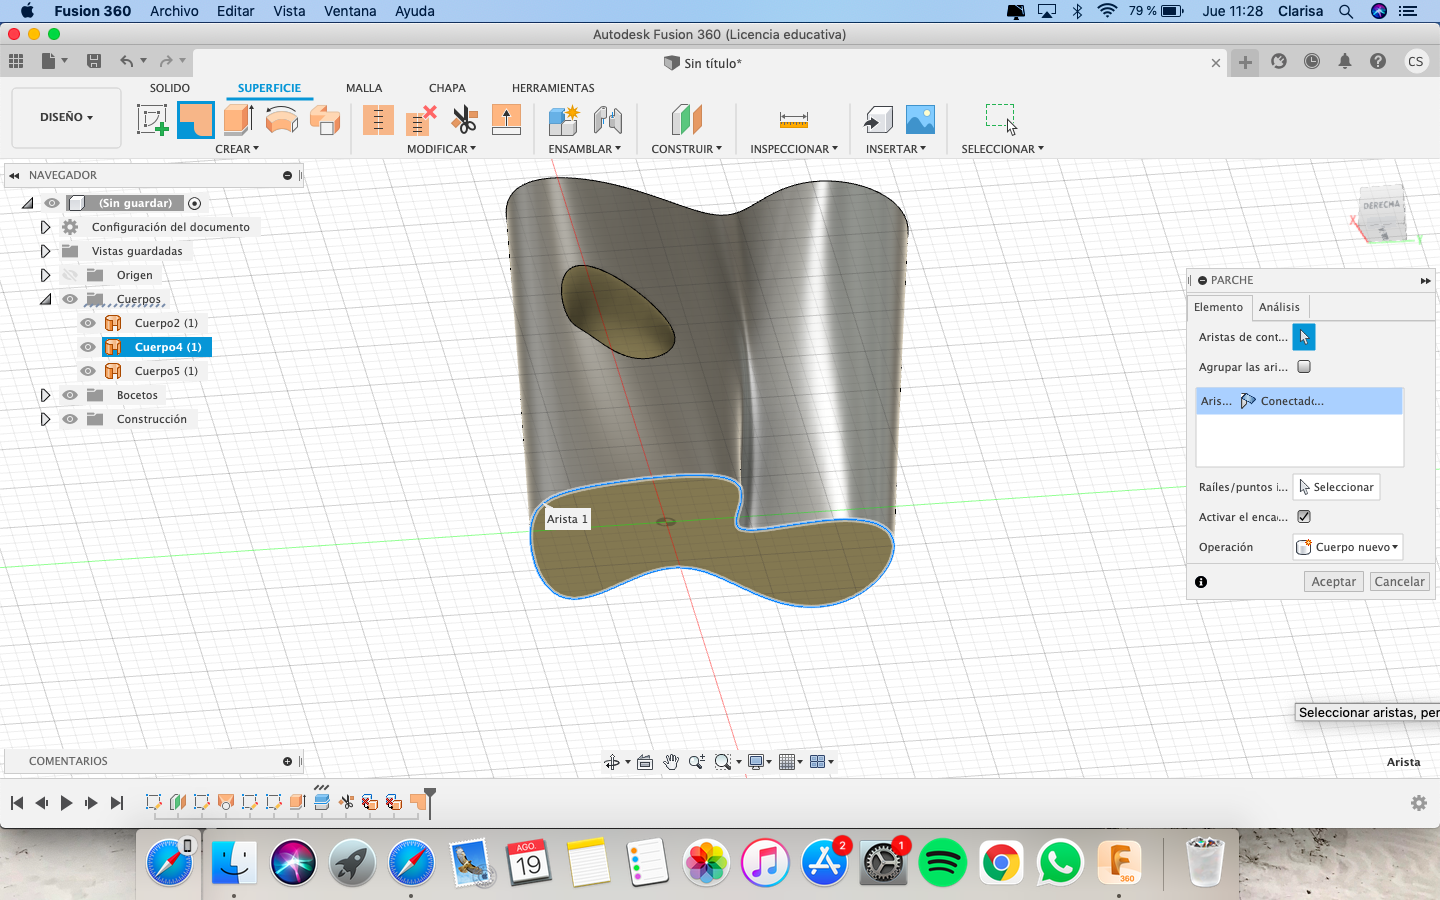 Fusion 360 Archivo Editar Vista Ventana Ayuda 79 % Jue 11:28 Clarisa
Autodesk Fusion 360 (Licencia educativa)
Sin título* CS
SOLIDO SUPERFICIE MALLA CHAPA HERRAMIENTAS
DISEÑO
CREAR MODIFICAR ENSAMBLAR CONSTRUIR INSPECCIONAR INSERTAR SELECCIONAR
NAVEGADOR
(Sin guardar)
Configuración del documento
Vistas guardadas
Origen
Cuerpos
Cuerpo2 (1)
Cuerpo4 (1)
Cuerpo5 (1)
Bocetos
Construcción
DERECHA
X
Y
Arista 1
PARCHE
Elemento Análisis
Aristas de cont...
Agrupar las ari...
Aris... Conectadc...
Raíles/puntos i... Seleccionar
Activar el enca...
Operación Cuerpo nuevo
Aceptar Cancelar
Seleccionar aristas, per
COMENTARIOS
Arista
AGO.
19
2
1
360